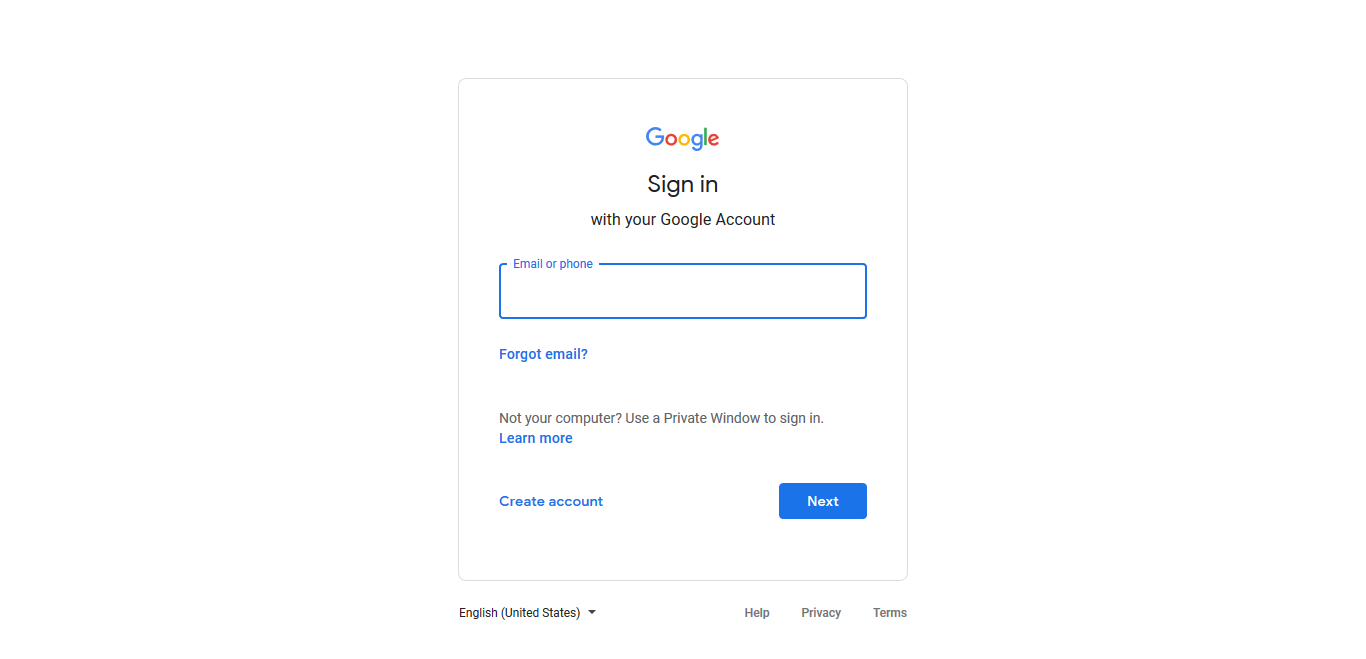 Google
Sign in
with your Google Account
Email or phone
Forgot email?
Not your computer? Use a Private Window to sign in.
Learn more
Create account
Next
English (United States)
Help
Privacy
Terms